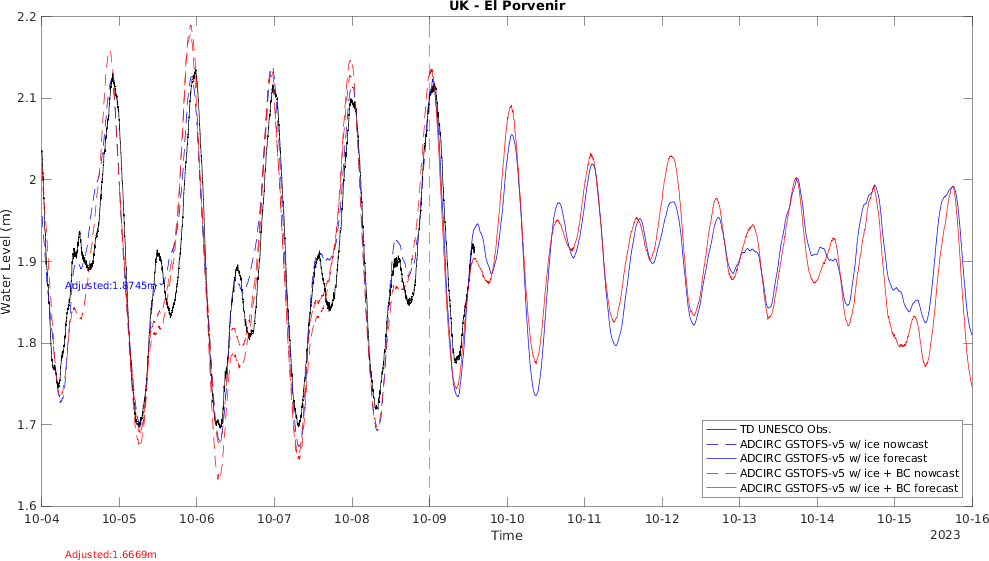 UK - El Porvenir
2.2
2.1
2
1.9
1.8
1.7
1.6
Water Level (m)
Adjusted:1.8745m
TD UNESCO Obs.
ADCIRC GSTOFS-v5 w/ ice nowcast
ADCIRC GSTOFS-v5 w/ ice forecast
ADCIRC GSTOFS-v5 w/ ice + BC nowcast
ADCIRC GSTOFS-v5 w/ ice + BC forecast
10-04 10-05 10-06 10-07 10-08 10-09 10-10 10-11 10-12 10-13 10-14 10-15 10-16
Time
2023
Adjusted:1.6669m